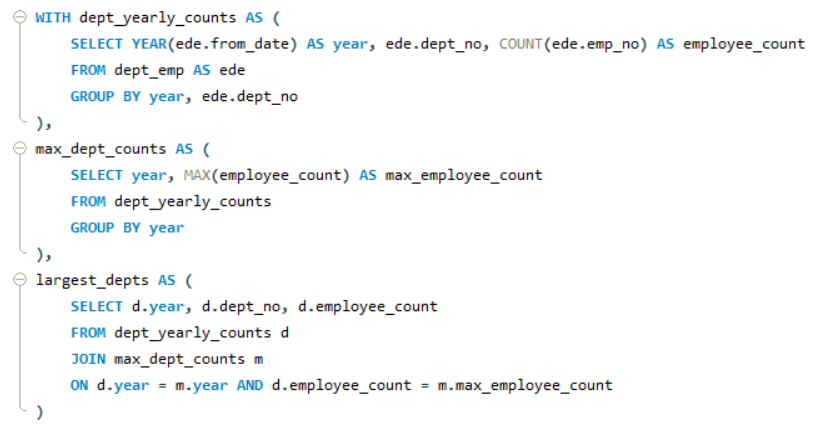 WITH dept_yearly_counts AS (
SELECT YEAR(ede.from_date) AS year, ede.dept_no, COUNT(ede.emp_no) AS employee_count
FROM dept_emp AS ede
GROUP BY year, ede.dept_no
),
max_dept_counts AS (
SELECT year, MAX(employee_count) AS max_employee_count
FROM dept_yearly_counts
GROUP BY year
),
largest_depts AS (
SELECT d.year, d.dept_no, d.employee_count
FROM dept_yearly_counts d
JOIN max_dept_counts m
ON d.year = m.year AND d.employee_count = m.max_employee_count
)